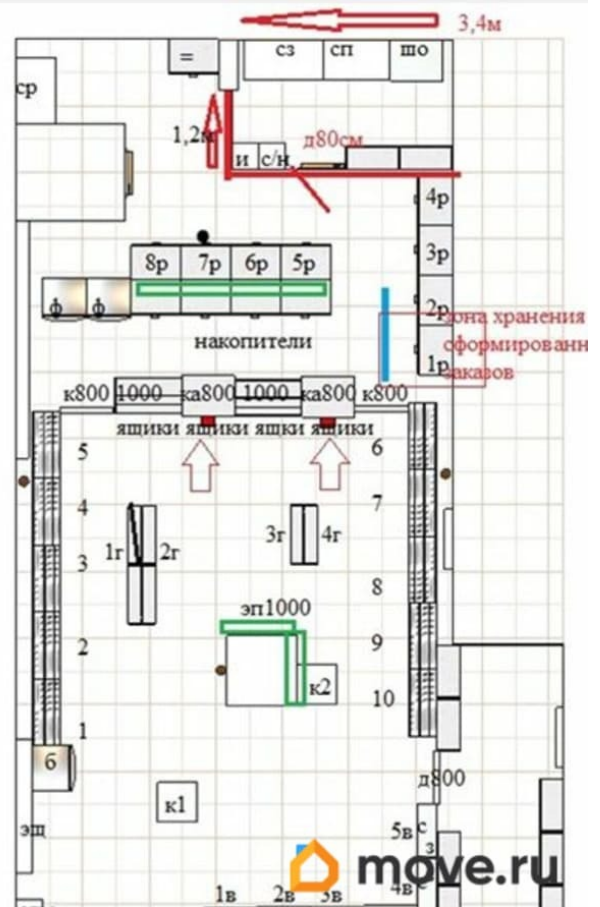 3,4м
=
сз сп шо
ср
1,2м
д80см
и с/н
4р
3р
2р
1р
8р 7р 6р 5р
ф ф
зона хранения
сформированн
заказов
накопители
к800 1000 ка800 1000 ка800 к800
ящики ящики ящки ящики
5
6
4
7
3г 4г
1г 2г
3
8
эп1000
2
9
к2
10
1
б
д800
к1
эщ
5в
с
з
move.ru
1в 2в 3в 4в